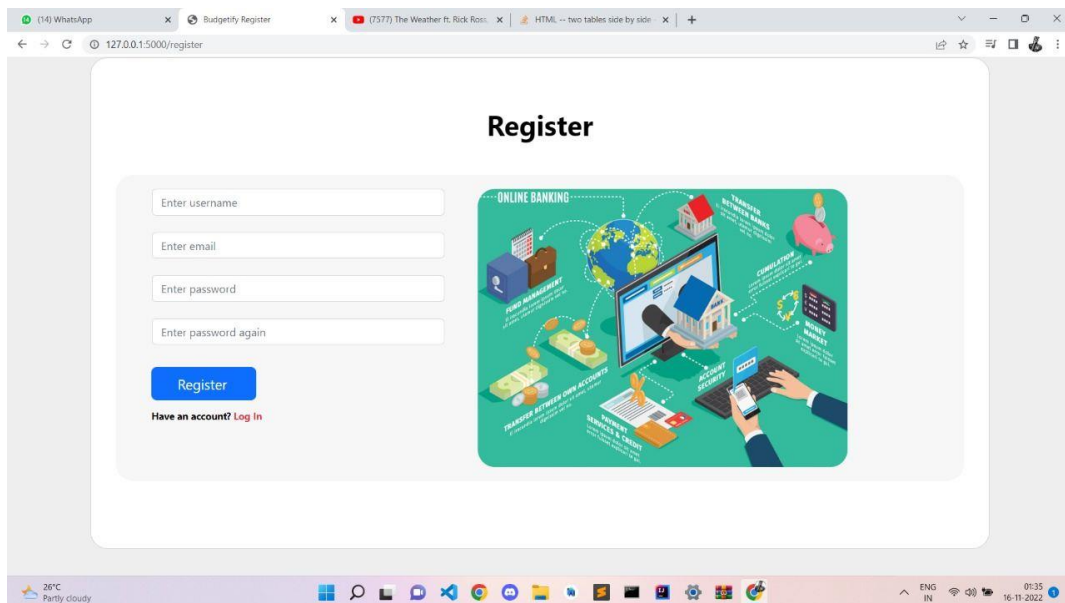 (14) WhatsApp
Budgetify Register
(7577) The Weather ft. Rick Ross,
HTML -- two tables side by side
127.0.0.1:5000/register
Register
Enter username
Enter email
Enter password
Enter password again
Register
Have an account? Log In
ONLINE BANKING
TRANSFER
BETWEEN BANKS
CUMULATION
FUND MANAGEMENT
BANK
MONEY
MARKET
ACCOUNT
SECURITY
TRANSFER BETWEEN OWN ACCOUNTS
PAYMENT
SERVICES & CREDIT
26°C
Partly cloudy
ENG
IN
01:35
16-11-2022
1